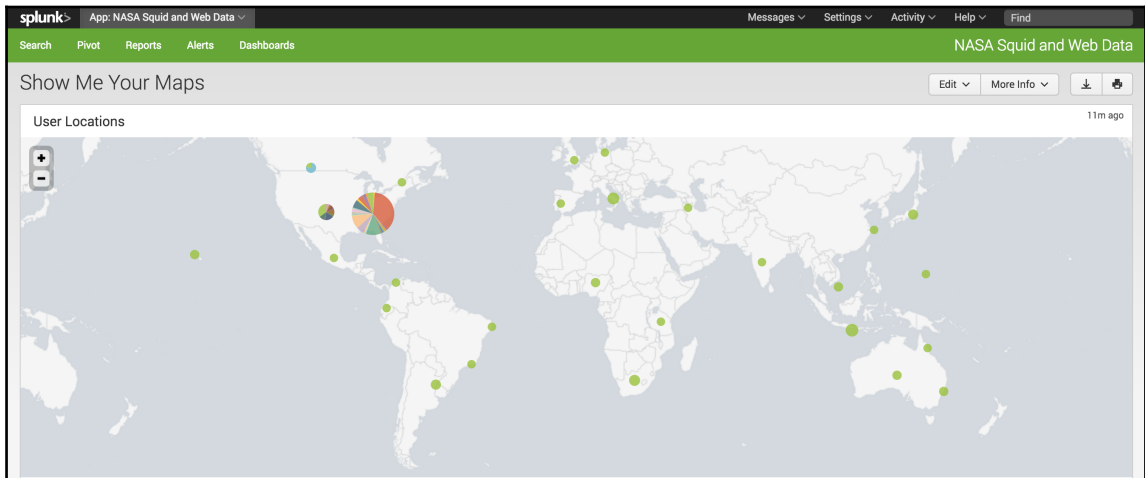 splunk> App: NASA Squid and Web Data Messages Settings Activity Help Find
Search Pivot Reports Alerts Dashboards NASA Squid and Web Data
Show Me Your Maps Edit More Info
User Locations 11m ago
+
-